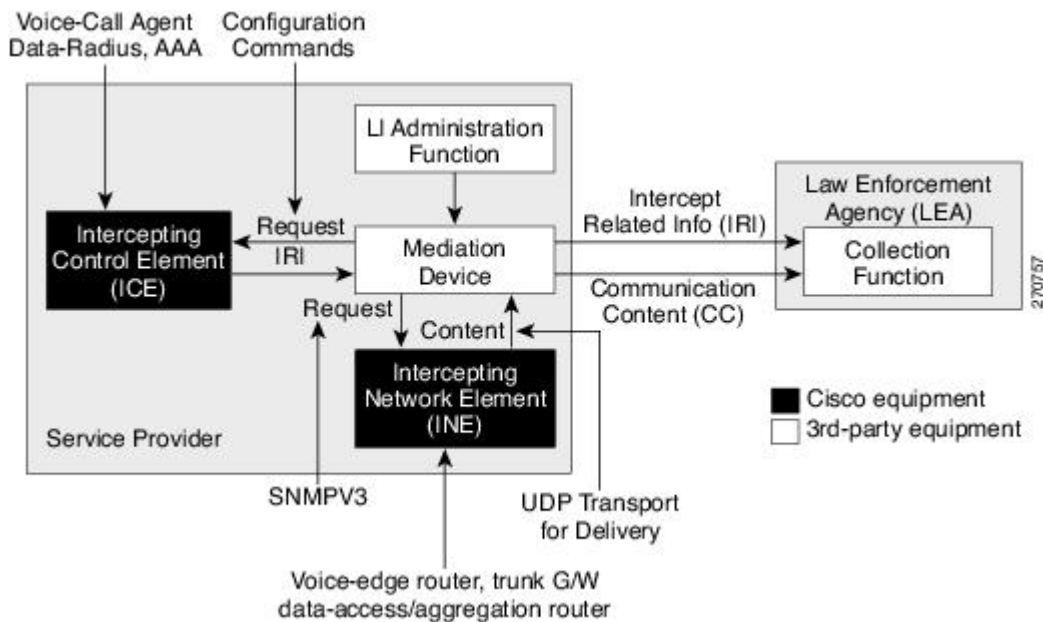 Voice-Call Agent
Data-Radius, AAA
Configuration
Commands
LI Administration
Function
Intercepting
Control Element
(ICE)
Request
IRI
Mediation
Device
Intercept
Related Info (IRI)
Communication
Content (CC)
Law Enforcement
Agency (LEA)
Collection
Function
270757
Request
Content
Intercepting
Network Element
(INE)
Service Provider
Cisco equipment
3rd-party equipment
SNMPV3
UDP Transport
for Delivery
Voice-edge router, trunk G/W
data-access/aggregation router